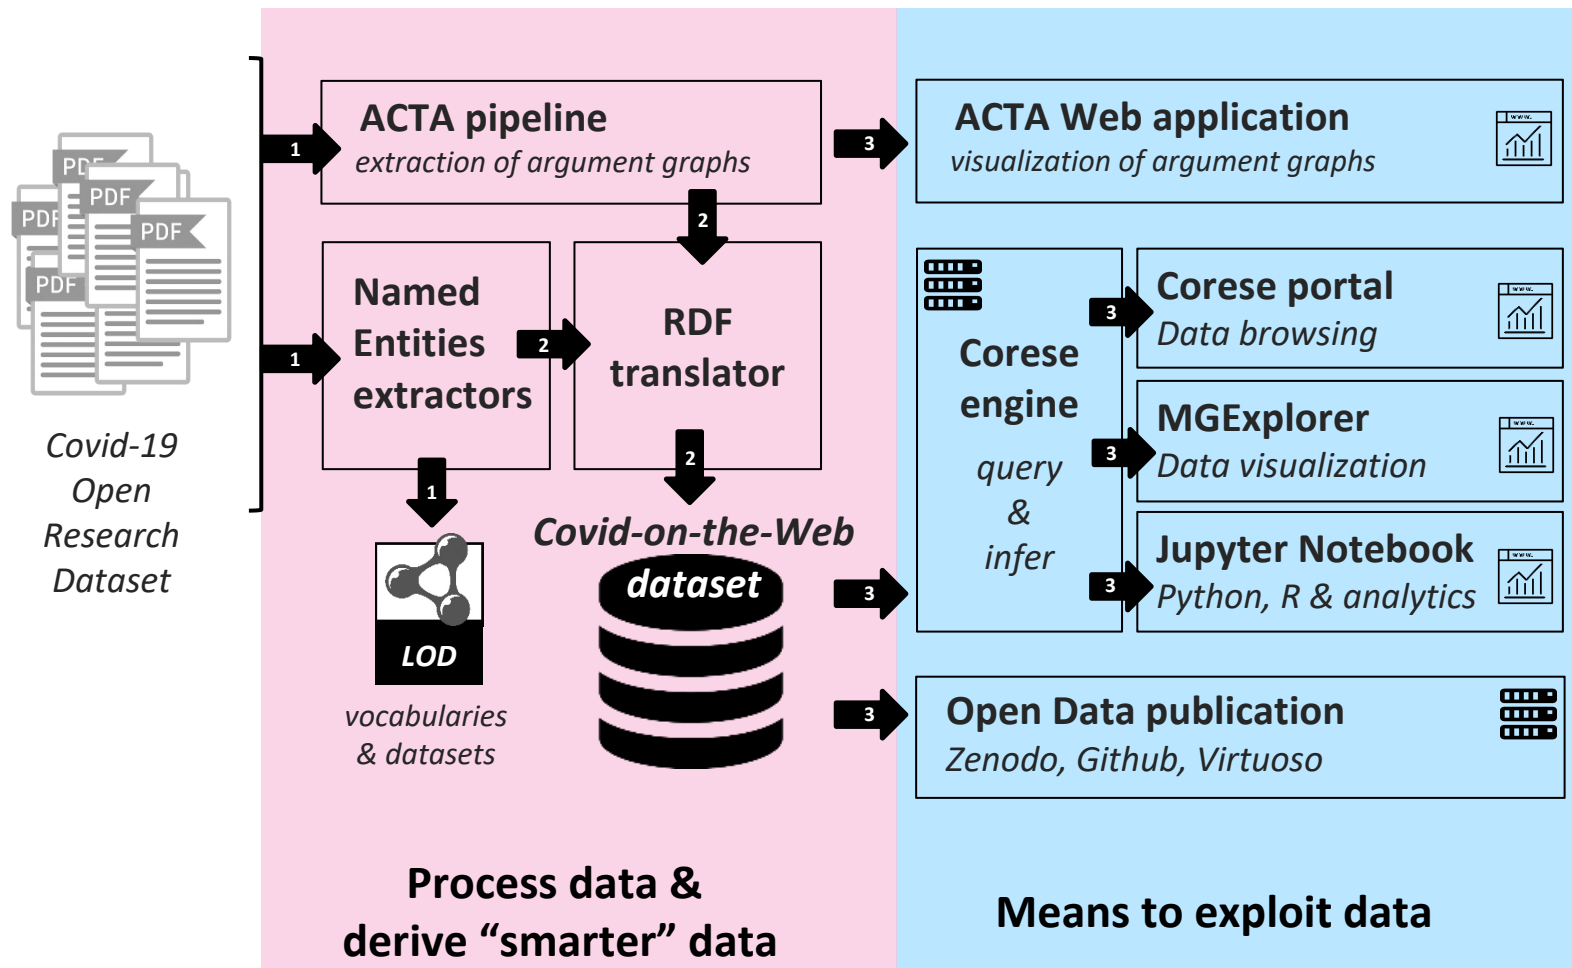 PDF
PDF
PDF
PDF
PDF
Covid-19
Open
Research
Dataset
1
ACTA pipeline
extraction of argument graphs
3
ACTA Web application
visualization of argument graphs
www.
2
1
Named
Entities
extractors
2
RDF
translator
1
LOD
vocabularies
& datasets
2
Covid-on-the-Web
dataset
3
3
Corese
engine
query
&
infer
3
Corese portal
Data browsing
www.
3
MGExplorer
Data visualization
www.
3
Jupyter Notebook
Python, R & analytics
www.
Open Data publication
Zenodo, Github, Virtuoso
Process data &
derive “smarter” data
Means to exploit data